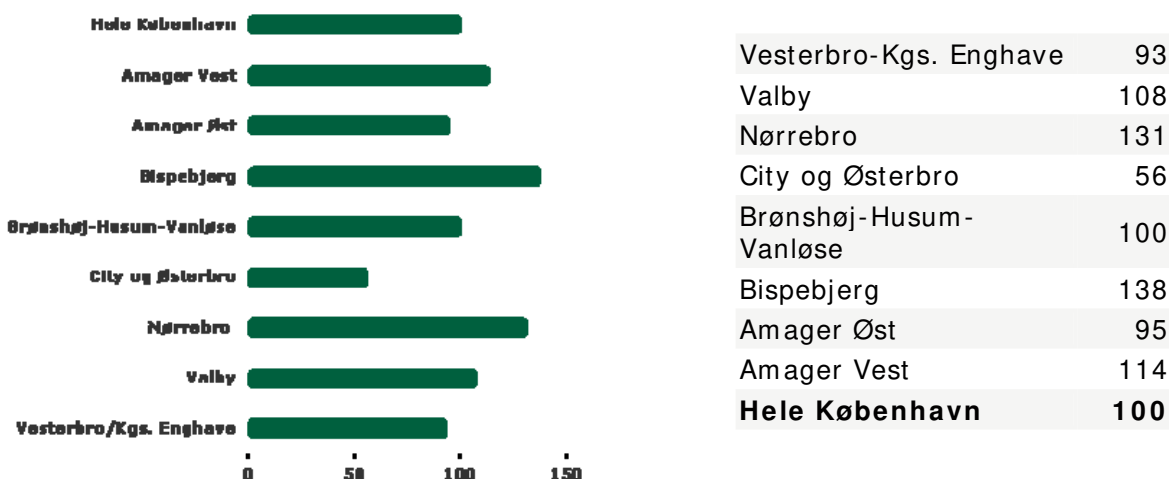 Hele København
Amager Vest
Amager Øst
Bispebjerg
Brønshøj-Husum-Vanløse
City og Østerbro
Nørrebro
Valby
Vesterbro/Kgs. Enghave
0 50 100 150
Vesterbro-Kgs. Enghave 93
Valby 108
Nørrebro 131
City og Østerbro 56
Brønshøj-Husum-
Vanløse 100
Bispebjerg 138
Amager Øst 95
Amager Vest 114
Hele København 100